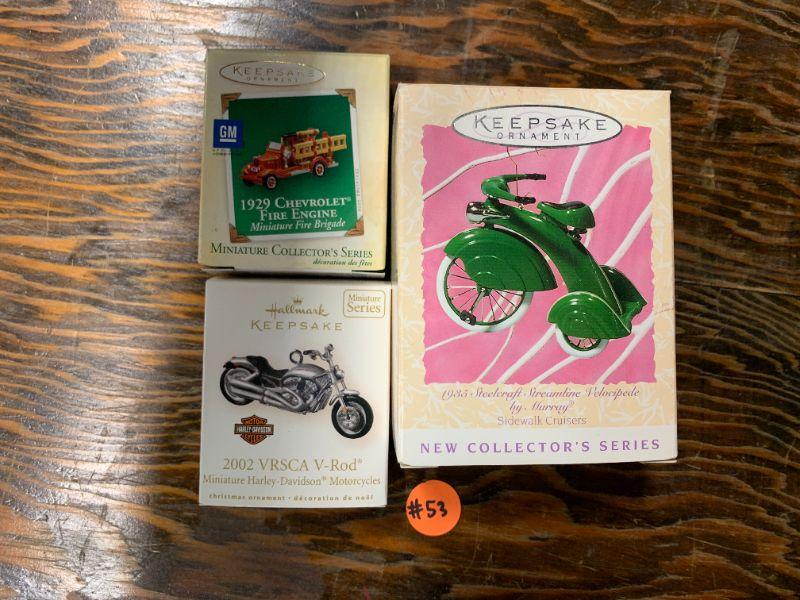 KEEPSAKE
ORNAMENT
GM
1929 CHEVROLET®
FIRE ENGINE
Miniature Fire Brigade
MINIATURE COLLECTOR'S SERIES
décoration des fêtes
Hallmark
KEEPSAKE
Miniature
Series
MOTOR
HARLEY-DAVIDSON
CYCLES
2002 VRSCA V-Rod®
Miniature Harley-Davidson® Motorcycles
christmas ornament · décoration de noël
KEEPSAKE
ORNAMENT
1935 Steelcraft Streamline Velocipede
by Murray®
Sidewalk Cruisers
NEW COLLECTOR'S SERIES
#53